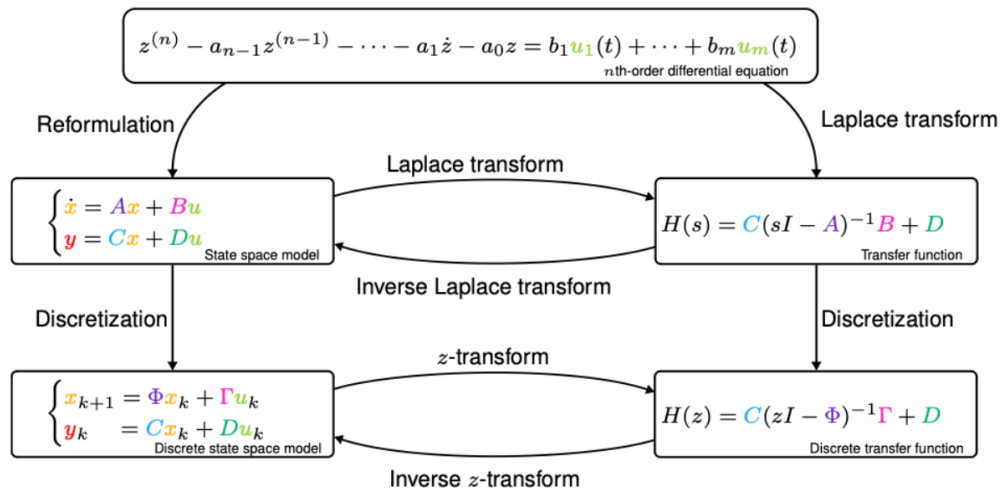 z^{(n)} − a_{n−1}z^{(n−1)} − ⋯ − a_1ż − a_0z = b_1u_1(t) + ⋯ + b_mu_m(t)
nth-order differential equation
Reformulation
Laplace transform
Laplace transform
ẋ = Ax + Bu
y = Cx + Du
State space model
H(s) = C(sI − A)^{−1}B + D
Transfer function
Inverse Laplace transform
Discretization
Discretization
z-transform
x_{k+1} = Φx_k + Γu_k
y_k = Cx_k + Du_k
Discrete state space model
H(z) = C(zI − Φ)^{−1}Γ + D
Discrete transfer function
Inverse z-transform